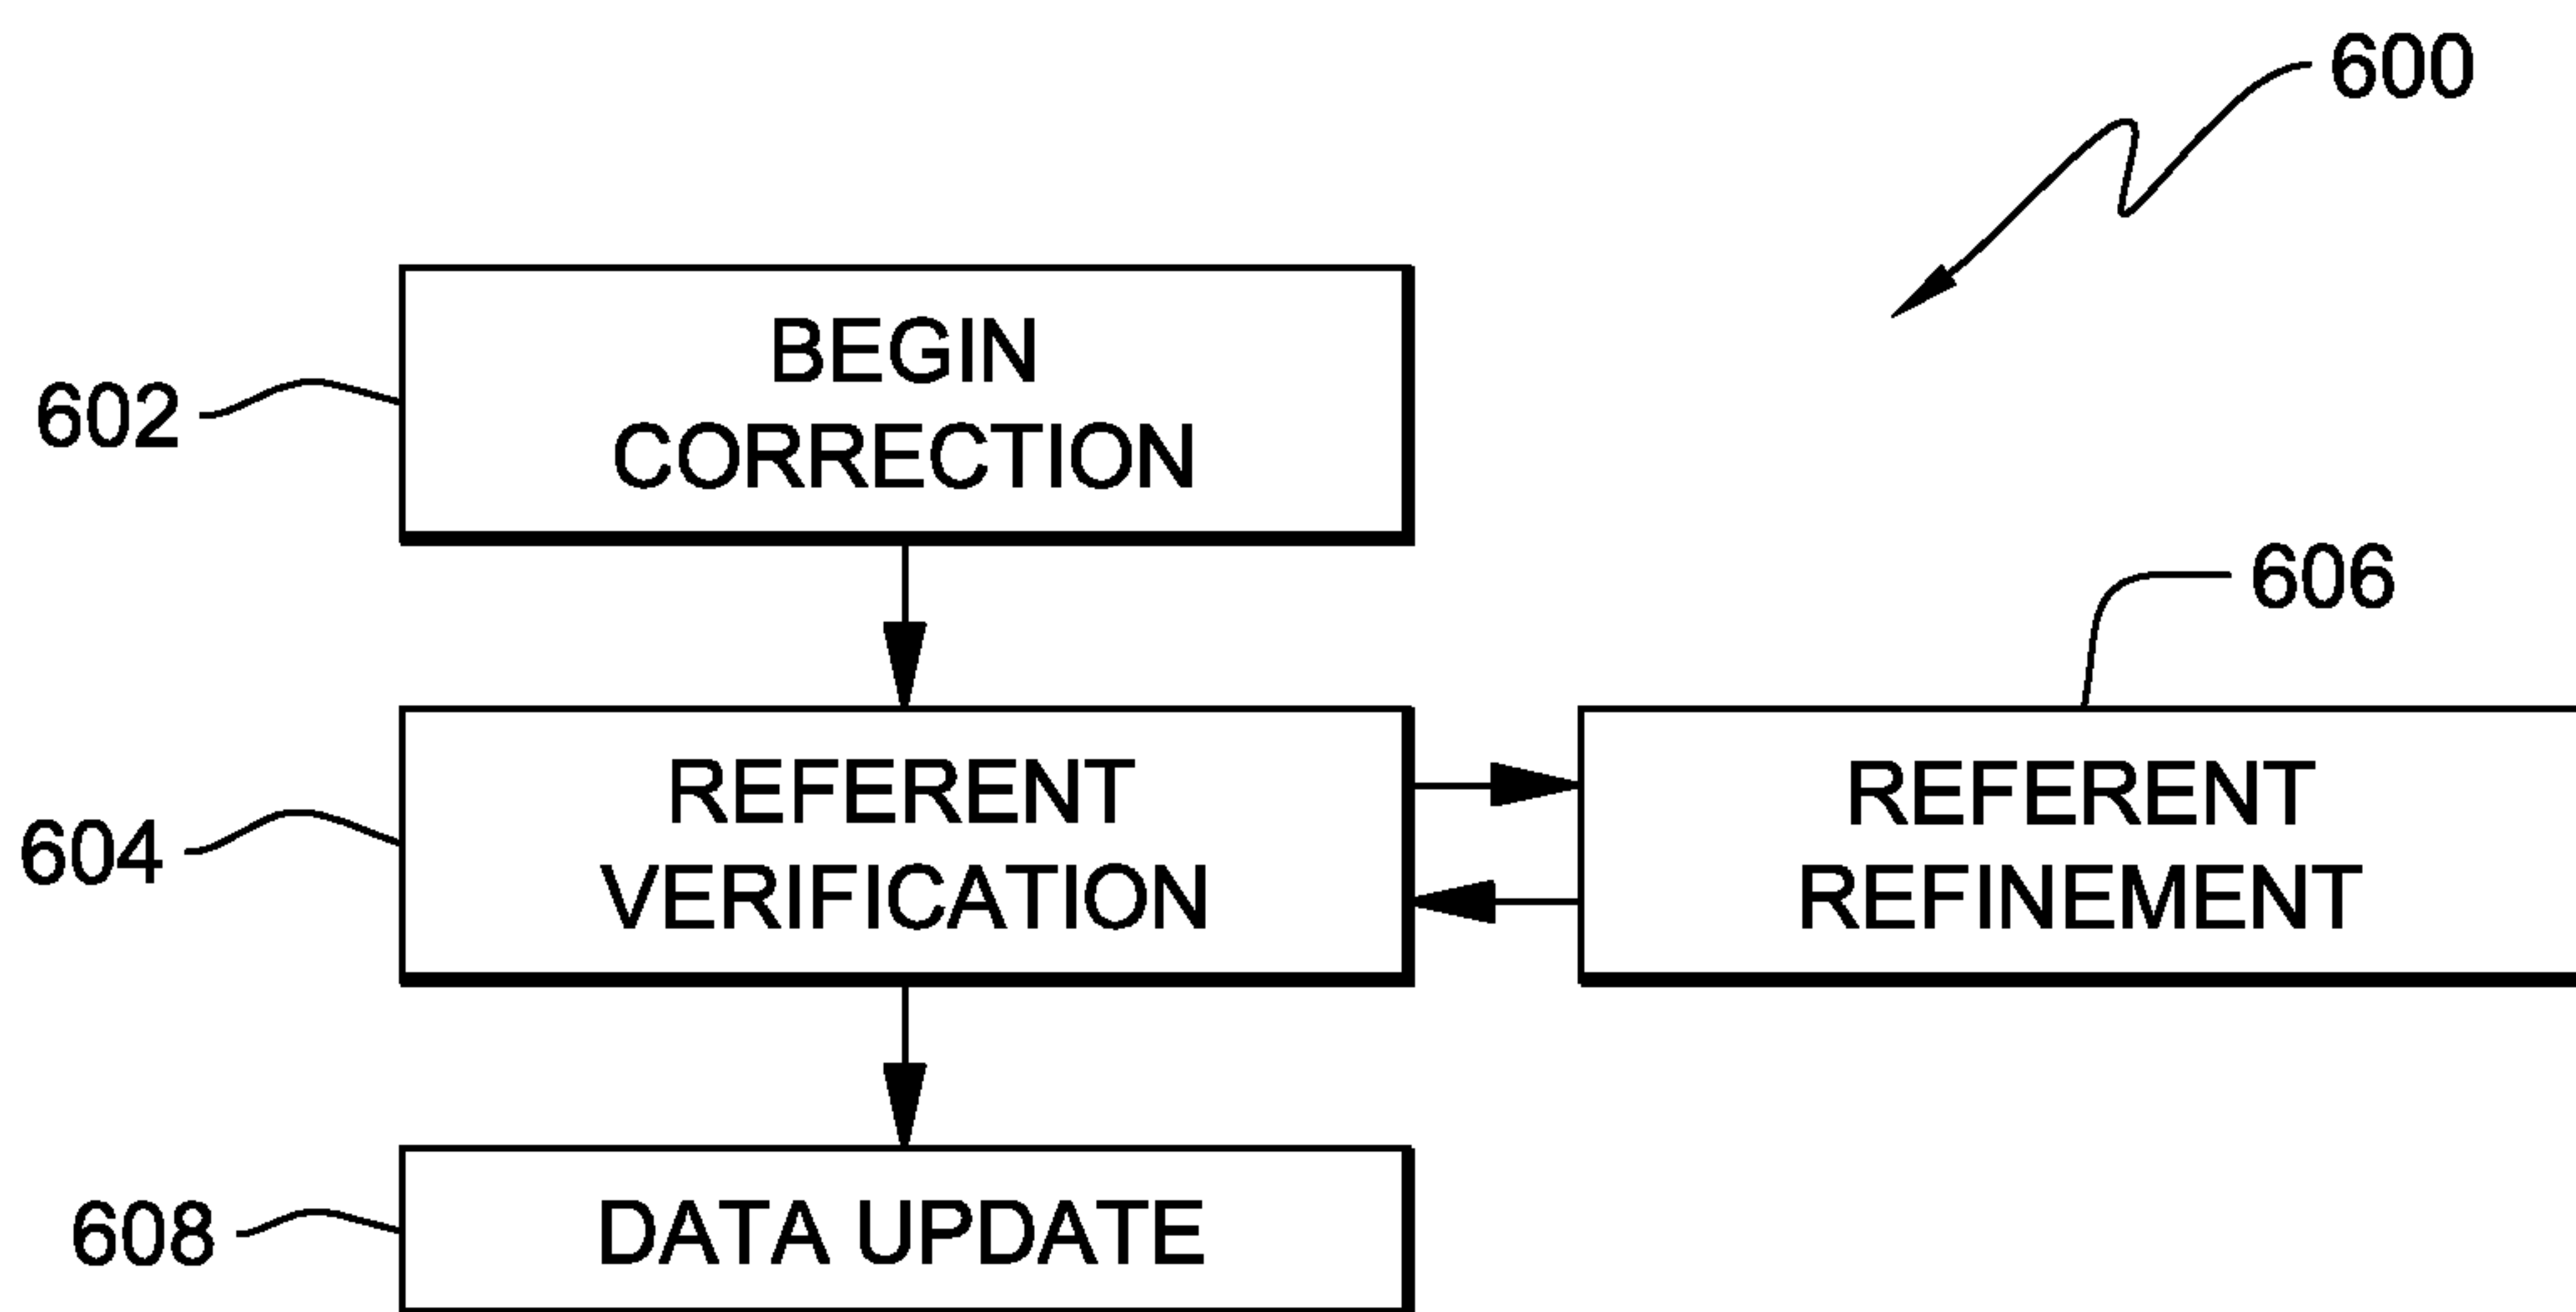 600
BEGIN
CORRECTION
602
606
REFERENT
VERIFICATION
604
REFERENT
REFINEMENT
DATA UPDATE
608